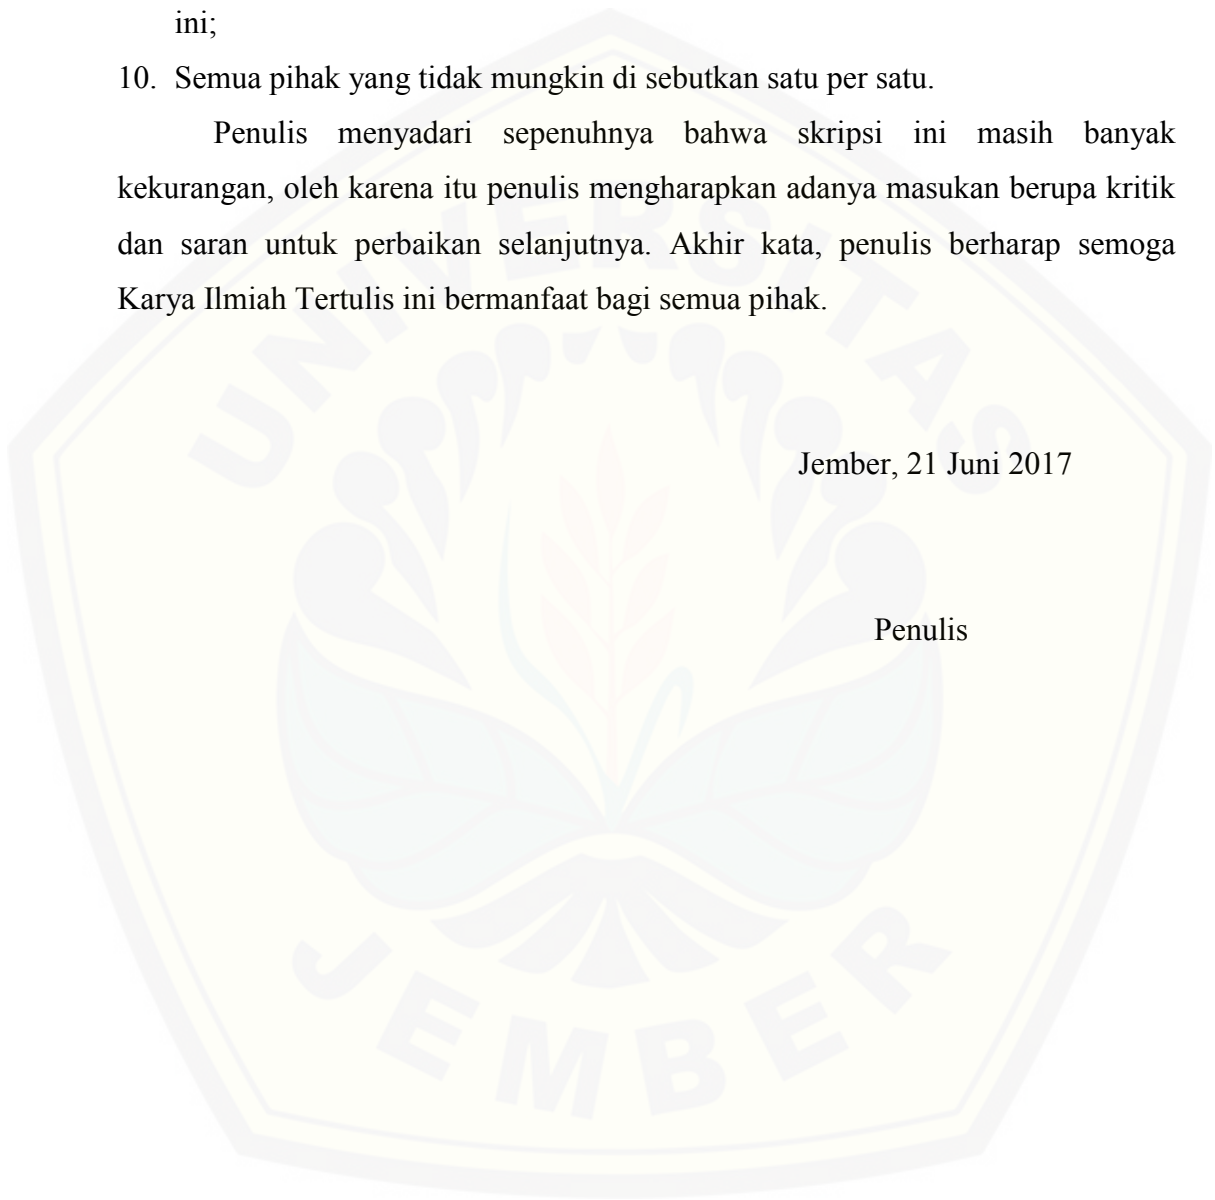 ini;
10. Semua pihak yang tidak mungkin di sebutkan satu per satu.
Penulis menyadari sepenuhnya bahwa skripsi ini masih banyak
kekurangan, oleh karena itu penulis mengharapkan adanya masukan berupa kritik
dan saran untuk perbaikan selanjutnya. Akhir kata, penulis berharap semoga
Karya Ilmiah Tertulis ini bermanfaat bagi semua pihak.
UNIVERSITAS
Jember, 21 Juni 2017
Penulis
JEMBER